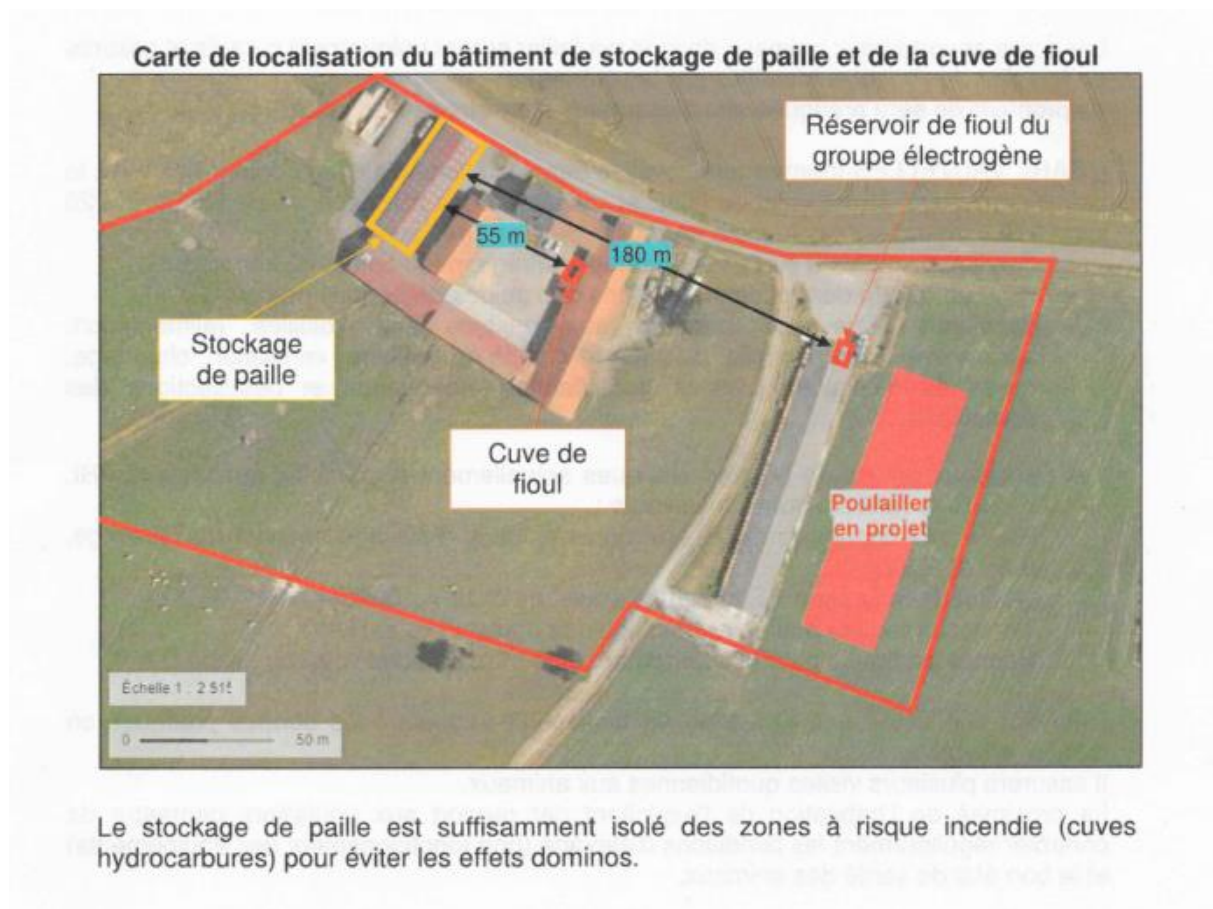 Carte de localisation du bâtiment de stockage de paille et de la cuve de fioul
Réservoir de fioul du
groupe électrogène
55 m
180 m
Stockage
de paille
Cuve de
fioul
Poulailler
en projet
Échelle 1 : 2 515
0 50 m
Le stockage de paille est suffisamment isolé des zones à risque incendie (cuves
hydrocarbures) pour éviter les effets dominos.